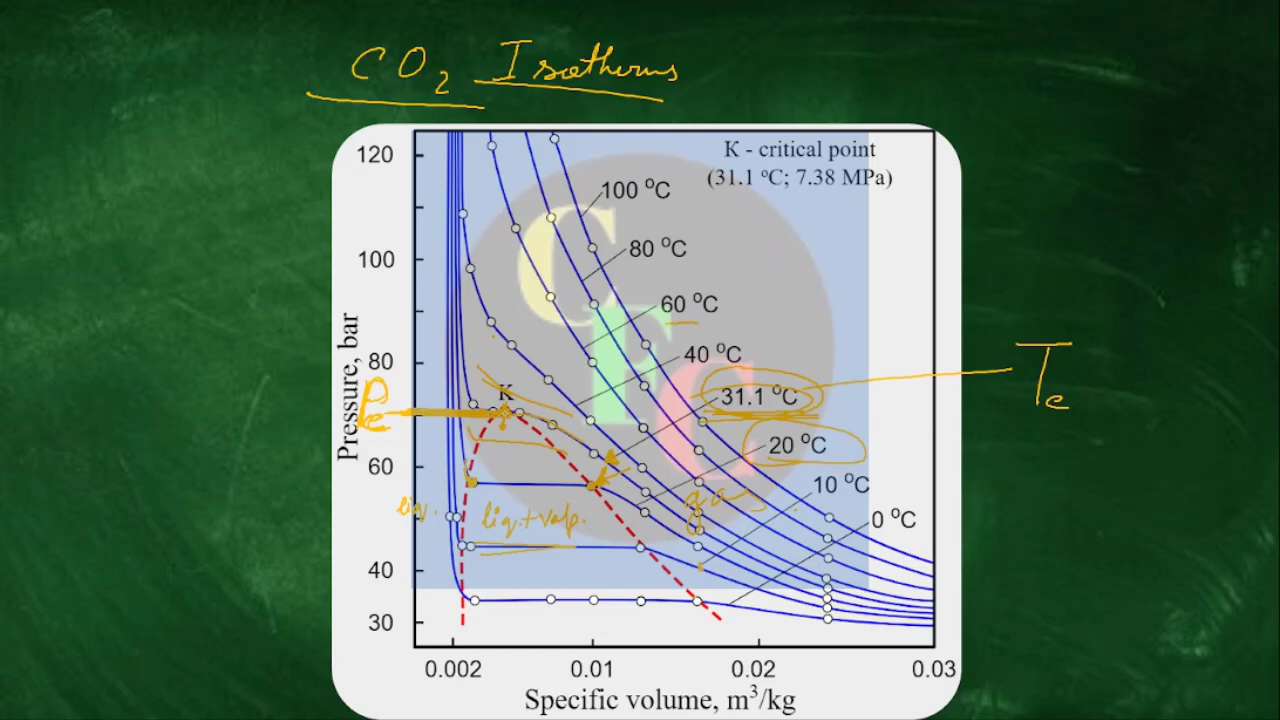 CO2 Isotherms
K - critical point
(31.1 °C; 7.38 MPa)
120
100
80
60
40
30
Pressure, bar
100 °C
80 °C
60 °C
40 °C
31.1 °C
20 °C
10 °C
0 °C
K
Pc
Tc
liq.
liq.+vap.
gas
C
F
C
0.002
0.01
0.02
0.03
Specific volume, m³/kg